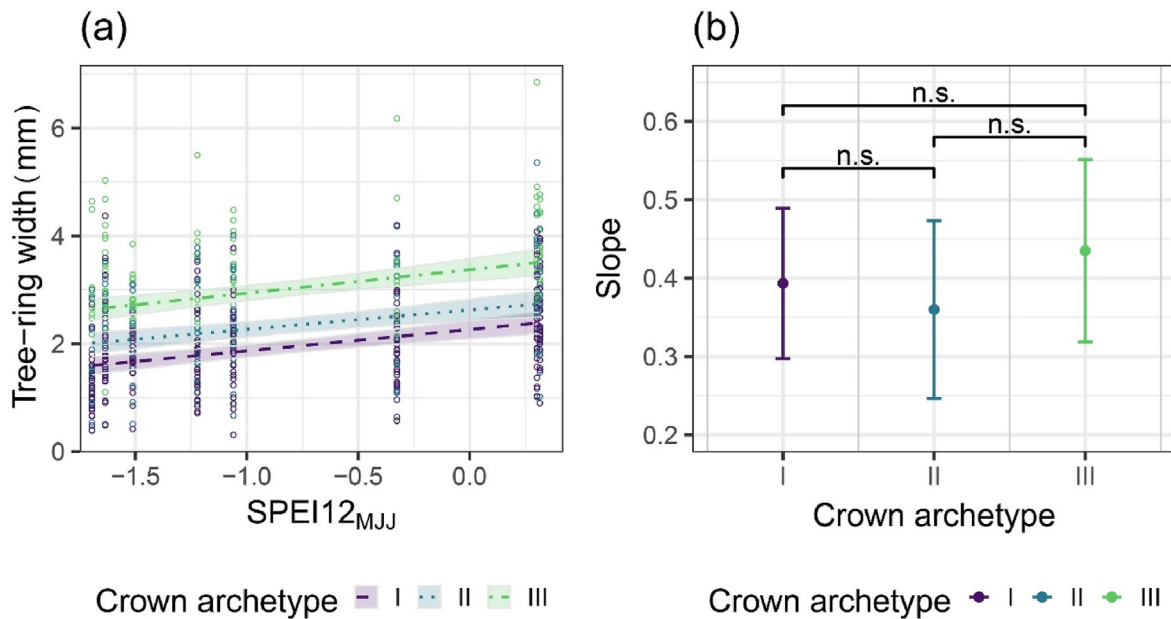 (a)
Tree-ring width (mm)
6
4
2
0
−1.5 −1.0 −0.5 0.0
SPEI12MJJ
Crown archetype I II III
(b)
Slope
0.6
0.5
0.4
0.3
0.2
n.s.
n.s.
n.s.
I II III
Crown archetype
Crown archetype I II III